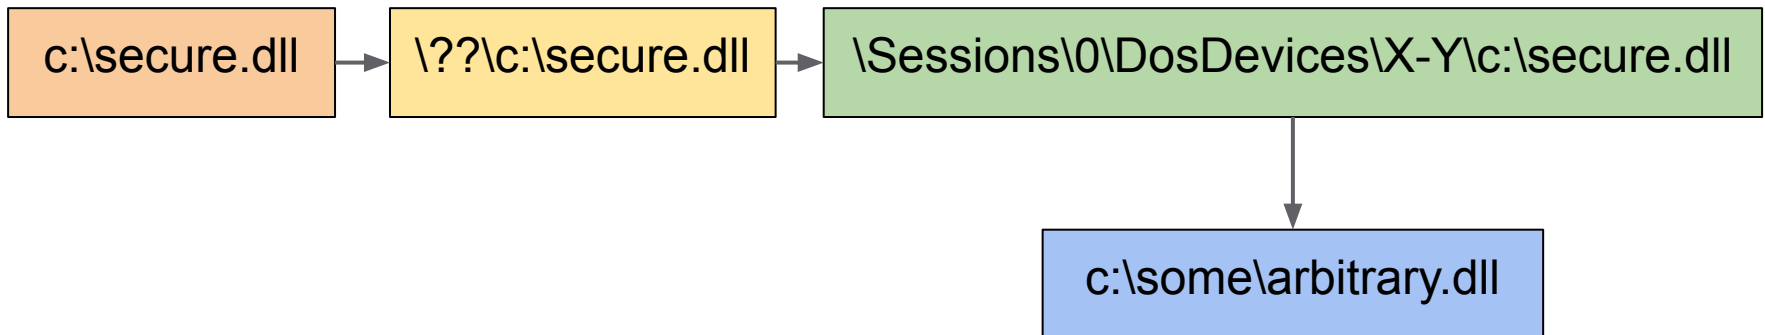 c:\secure.dll
\??\c:\secure.dll
\Sessions\0\DosDevices\X-Y\c:\secure.dll
c:\some\arbitrary.dll